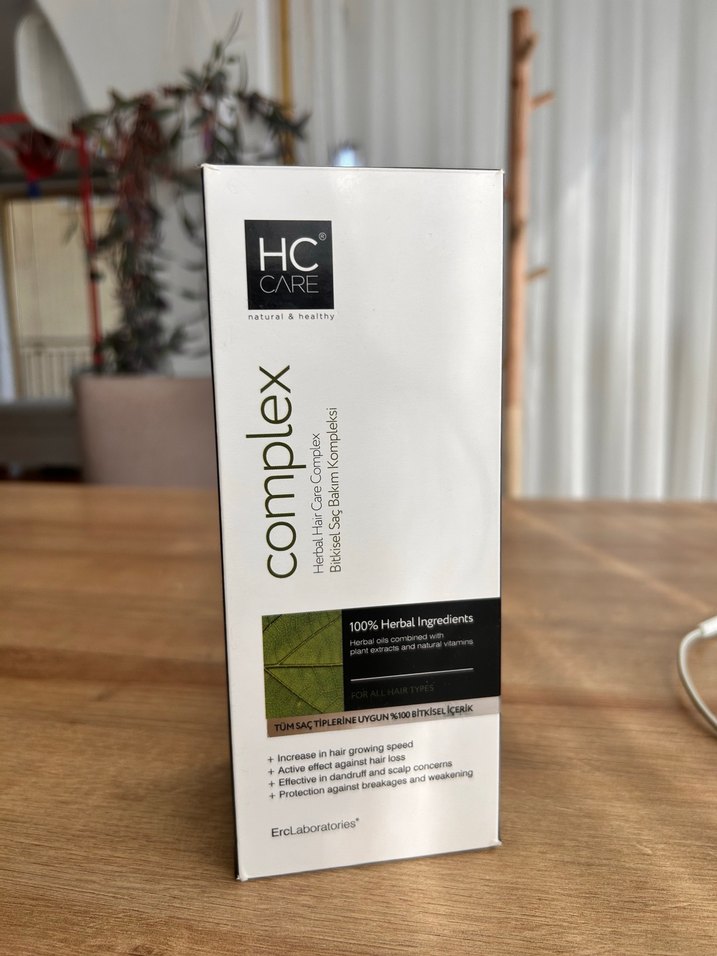 HC®
CARE
natural & healthy
complex
Herbal Hair Care Complex
Bitkisel Saç Bakım Kompleksi
100% Herbal Ingredients
Herbal oils combined with
plant extracts and natural vitamins
FOR ALL HAIR TYPES
TÜM SAÇ TİPLERİNE UYGUN %100 BİTKİSEL İÇERİK
+ Increase in hair growing speed
+ Active effect against hair loss
+ Effective in dandruff and scalp concerns
+ Protection against breakages and weakening
ErcLaboratories®